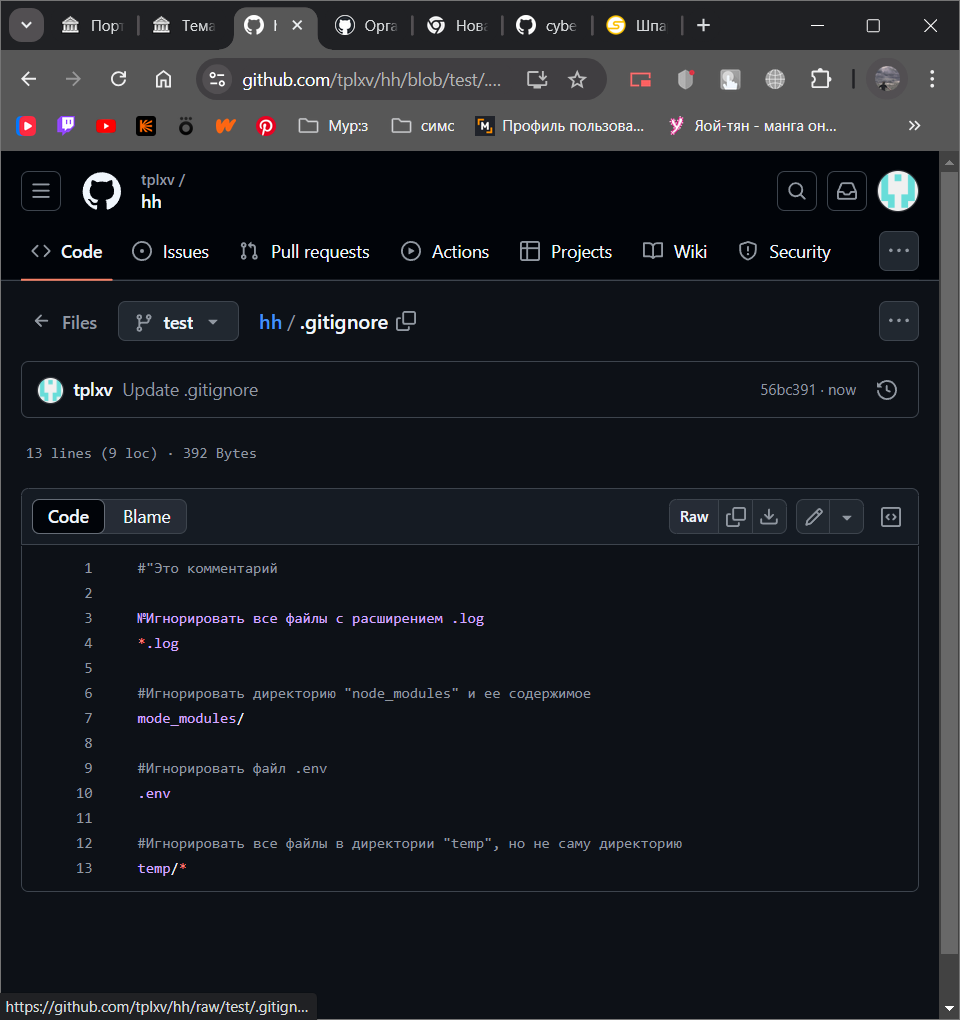 Порт
Тема
Орга
Нова
cybe
Шпа
github.com/tplxv/hh/blob/test/....
Мур:з
симс
Профиль пользова...
Яой-тян - манга он...
tplxv /
hh
Code
Issues
Pull requests
Actions
Projects
Wiki
Security
Files
test
hh / .gitignore
tplxv Update .gitignore
56bc391 · now
13 lines (9 loc) · 392 Bytes
Code
Blame
Raw
1 #"Это комментарий
2
3 №Игнорировать все файлы с расширением .log
4 *.log
5
6 #Игнорировать директорию "node_modules" и ее содержимое
7 mode_modules/
8
9 #Игнорировать файл .env
10 .env
11
12 #Игнорировать все файлы в директории "temp", но не саму директорию
13 temp/*
https://github.com/tplxv/hh/raw/test/.gitign...